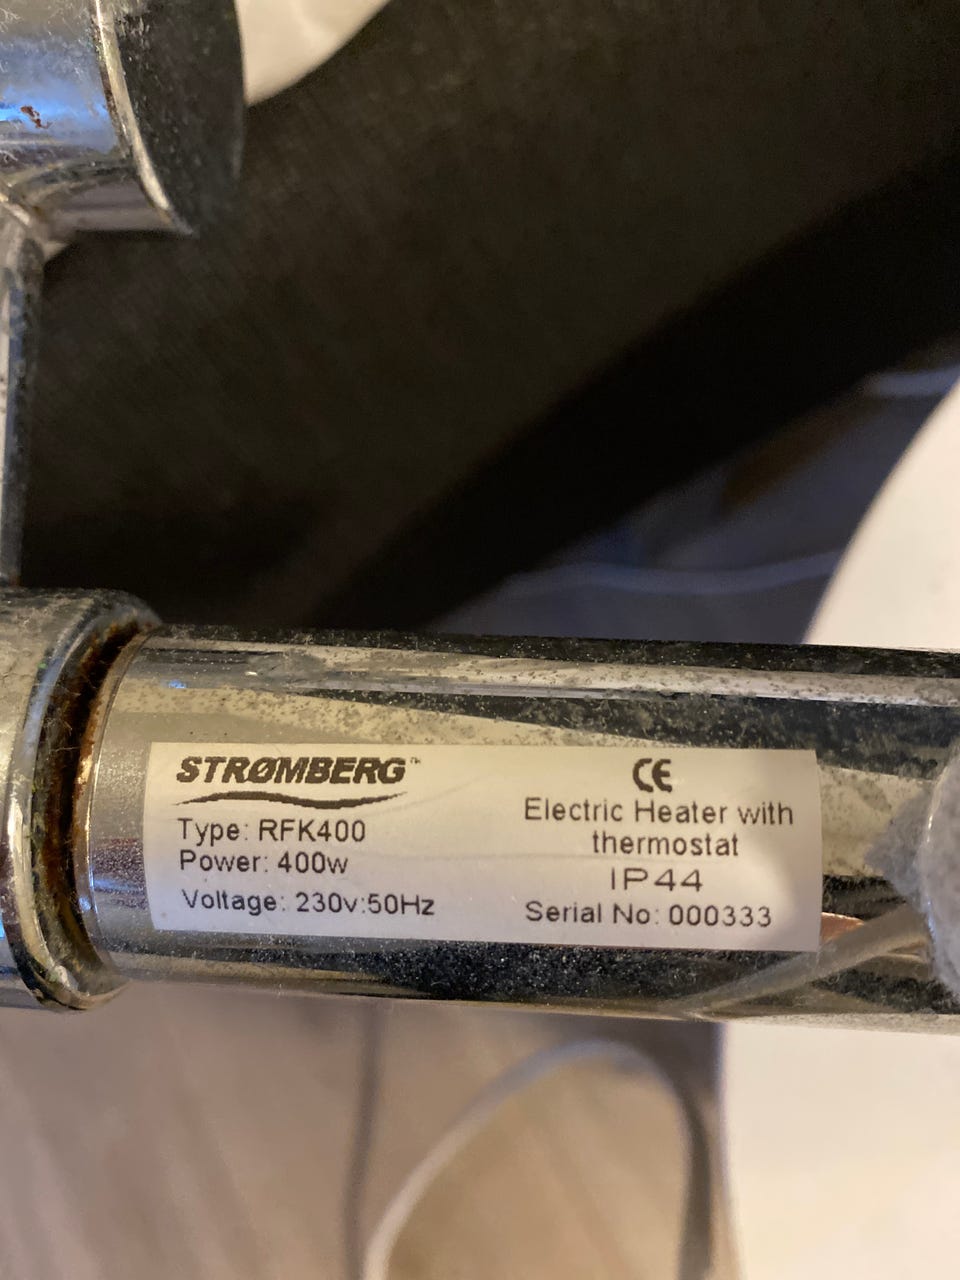 STRØMBERG™
Type: RFK400
Power: 400w
Voltage: 230v:50Hz
CE
Electric Heater with
thermostat
IP44
Serial No: 000333